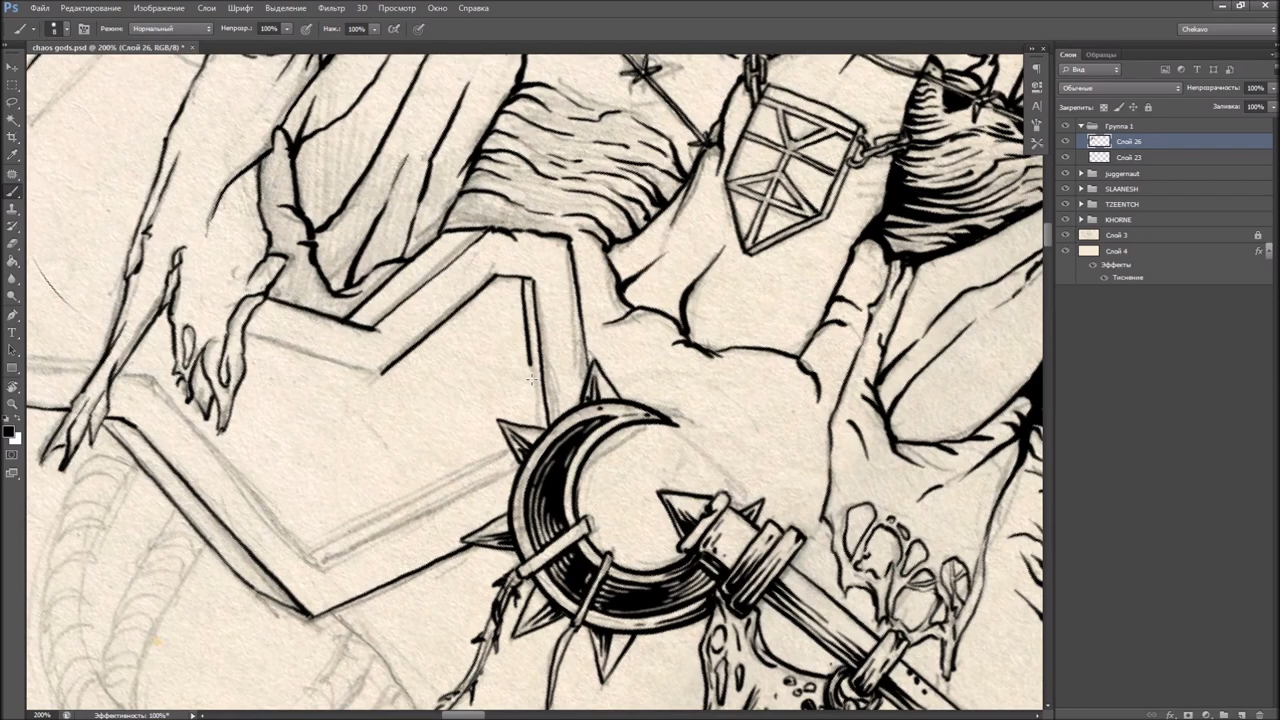 Ps Файл Редактирование Изображение Слои Шрифт Выделение Фильтр 3D Просмотр Окно Справка
8 Режим: Нормальный Непрозр.: 100% Наж.: 100% Chekavo
chaos gods.psd @ 200% (Слой 26, RGB/8) * ×
Слои Образцы
Вид
Обычные Непрозрачность: 100%
Закрепить: Заливка: 100%
Группа 1
Слой 26
Слой 23
juggernaut
SLAANESH
TZEENTCH
KHORNE
Слой 3
Слой 4 fx
Эффекты
Тиснение
200% Эффективность: 100%*